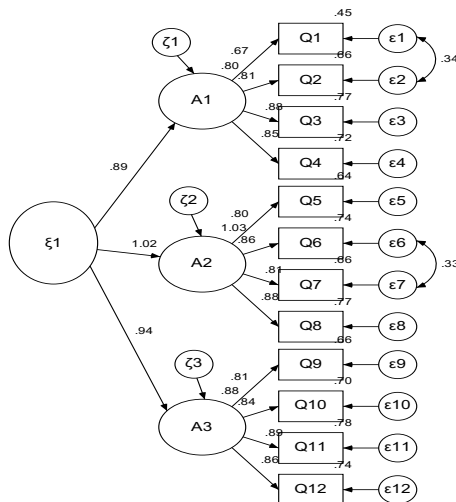 .45
ζ1
Q1
ε1
.67
.66
.34
.80
.81
Q2
ε2
A1
.77
.88
Q3
ε3
.85
.72
Q4
ε4
.89
.64
Q5
ε5
ζ2
.80
.74
1.03
ξ1
1.02
.86
Q6
ε6
A2
.66
.33
.81
Q7
ε7
.88
.77
Q8
ε8
.94
.66
ζ3
Q9
ε9
.81
.70
.88
.84
Q10
ε10
A3
.78
.89
Q11
ε11
.86
.74
Q12
ε12